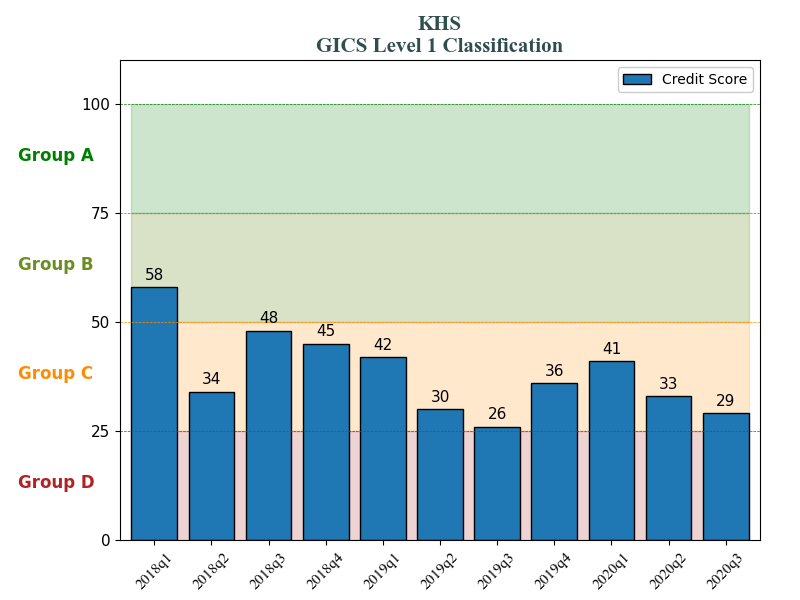 KHS
GICS Level 1 Classification
Credit Score
100
Group A
75
Group B
58
50
48
45
42
41
Group C
36
34
33
30
29
26
25
Group D
0
2018q1
2018q2
2018q3
2018q4
2019q1
2019q2
2019q3
2019q4
2020q1
2020q2
2020q3